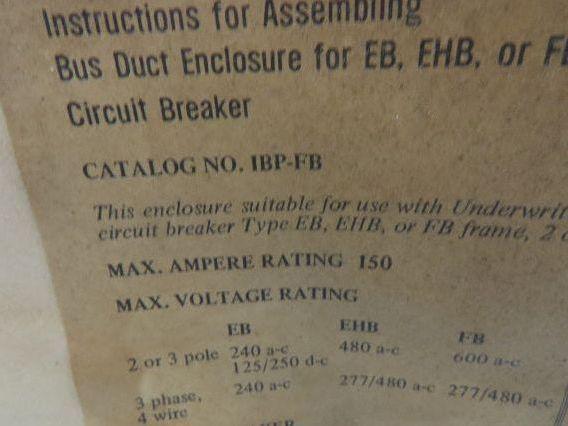 Instructions for Assembling
Bus Duct Enclosure for EB, EHB, or
Circuit Breaker
CATALOG NO. IBP-FB
This enclosure suitable for use with
circuit breaker Type EB, EHB, or FB frame, 2
MAX. AMPERE RATING 150
MAX. VOLTAGE RATING
EB EHB FB
2 or 3 pole 240 a-c 480 a-c 600 a-c
125/250 d-c
3 phase, 240 a-c 277/480 a-c 277/480 a-c
4 wire